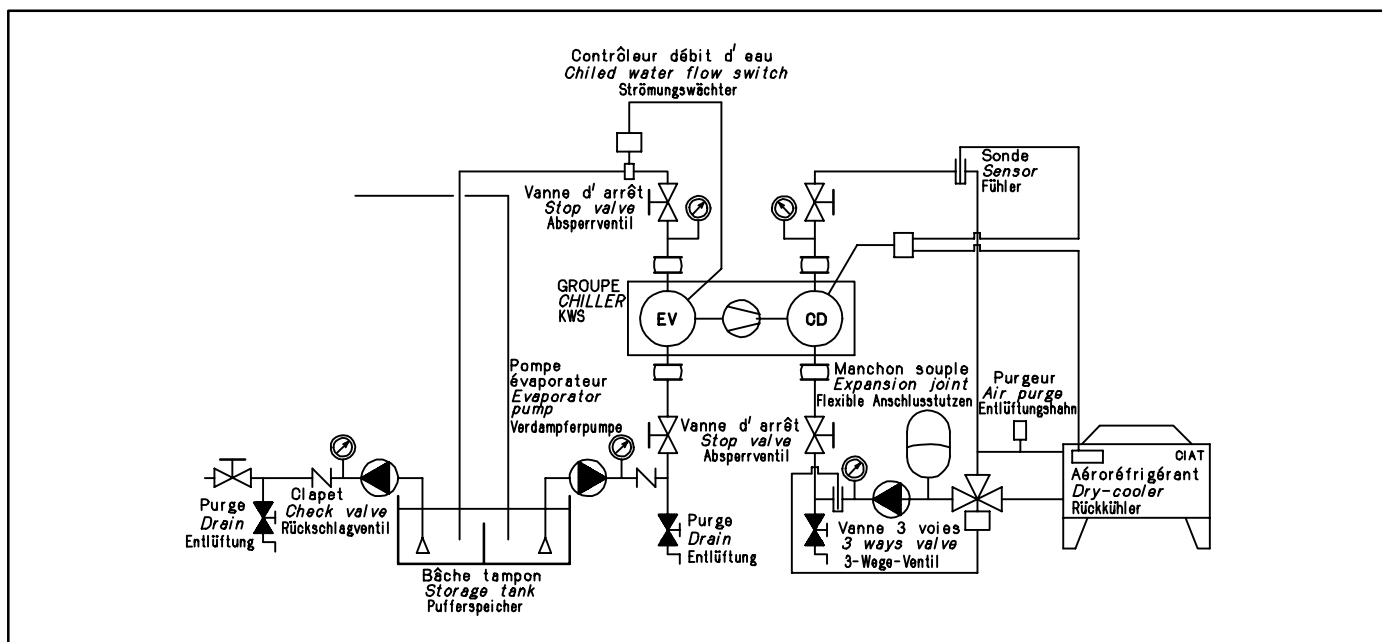 Contrôleur débit d' eau
Chiled water flow switch
Strömungswächter
Sonde
Sensor
Fühler
Vanne d' arrêt
Stop valve
Absperrventil
GROUPE
CHILLER
KWS
EV
CD
Pompe
évaporateur
Evaporator
pump
Verdampferpumpe
Manchon souple
Expansion joint
Flexible Anschlusstutzen
Purgeur
Air purge
Entlüftungshahn
Vanne d' arrêt
Stop valve
Absperrventil
CIAT
Aéroréfrigérant
Dry-cooler
Rückkühler
Purge
Drain
Entlüftung
Clapet
Check valve
Rückschlagventil
Purge
Drain
Entlüftung
Vanne 3 voies
3 ways valve
3-Wege-Ventil
Bâche tampon
Storage tank
Pufferspeicher